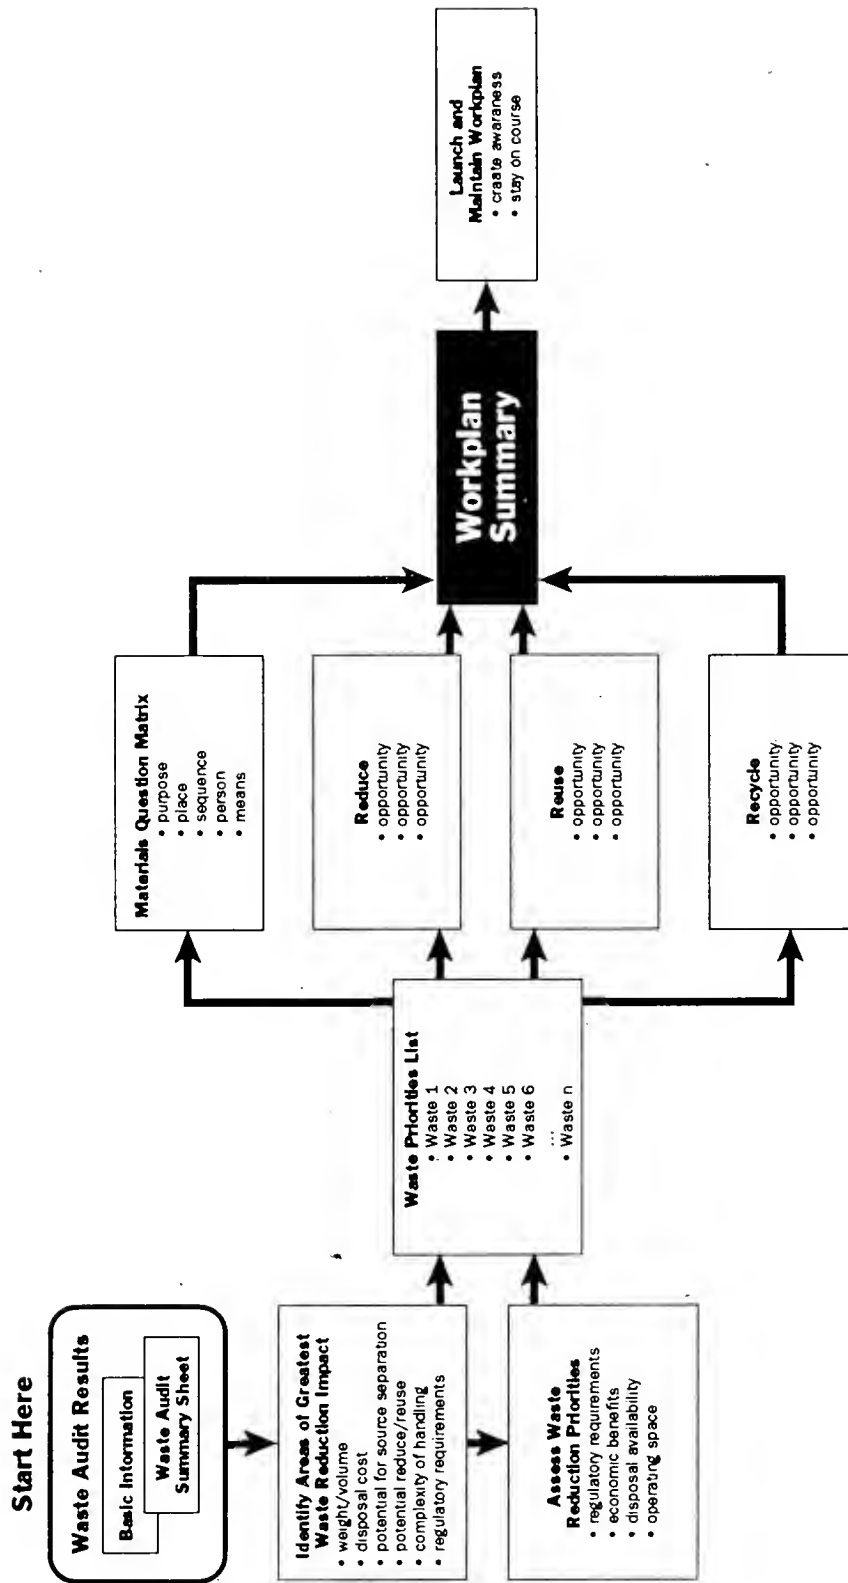 Start Here
Waste Audit Results
Basic Intormation
Waste Audit
Summary Sheet
Identify Areas of Greatest
Waste Reduction Impact
• weight/volume
• disposal cost
• potential for source separation
• potential reduce/reuse
• complexity of handling
• regulatory requirements
Assess Waste
Reduction Priorities
• regulatory requirements
• economic benefits
• disposal availability
• operating space
Waste Priorities List
• Waste 1
• Waste 2
• Waste 3
• Waste 4
• Waste 5
• Waste 6
...
• Waste n
Materials Question Matrix
• purpose
• place
• sequence
• person
• means
Reduce
• opportunity
• opportunity
• opportunity
Reuse
• opportunity
• opportunity
• opportunity
Recycle
• opportunity
• opportunity
• opportunity
Workplan
Summary
Launch and
Maintain Workplan
• craate awaraness
• stay on course